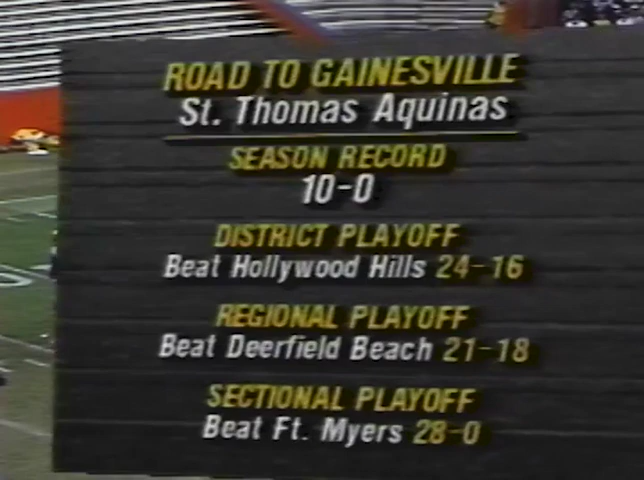 ROAD TO GAINESVILLE
St. Thomas Aquinas
SEASON RECORD
10-0
DISTRICT PLAYOFF
Beat Hollywood Hills 24-16
REGIONAL PLAYOFF
Beat Deerfield Beach 21-18
SECTIONAL PLAYOFF
Beat Ft. Myers 28-0